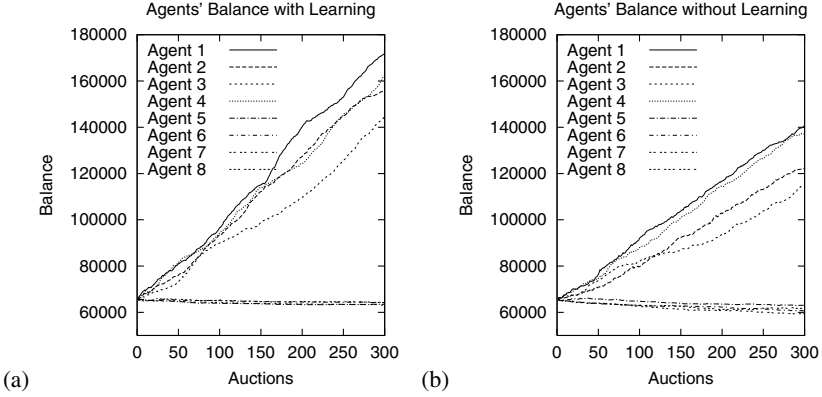 Agents' Balance with Learning
180000
160000
140000
120000
100000
80000
60000
Balance
Agent 1
Agent 2
Agent 3
Agent 4
Agent 5
Agent 6
Agent 7
Agent 8
0 50 100 150 200 250 300
Auctions
(a)
Agents' Balance without Learning
180000
160000
140000
120000
100000
80000
60000
Balance
Agent 1
Agent 2
Agent 3
Agent 4
Agent 5
Agent 6
Agent 7
Agent 8
0 50 100 150 200 250 300
Auctions
(b)